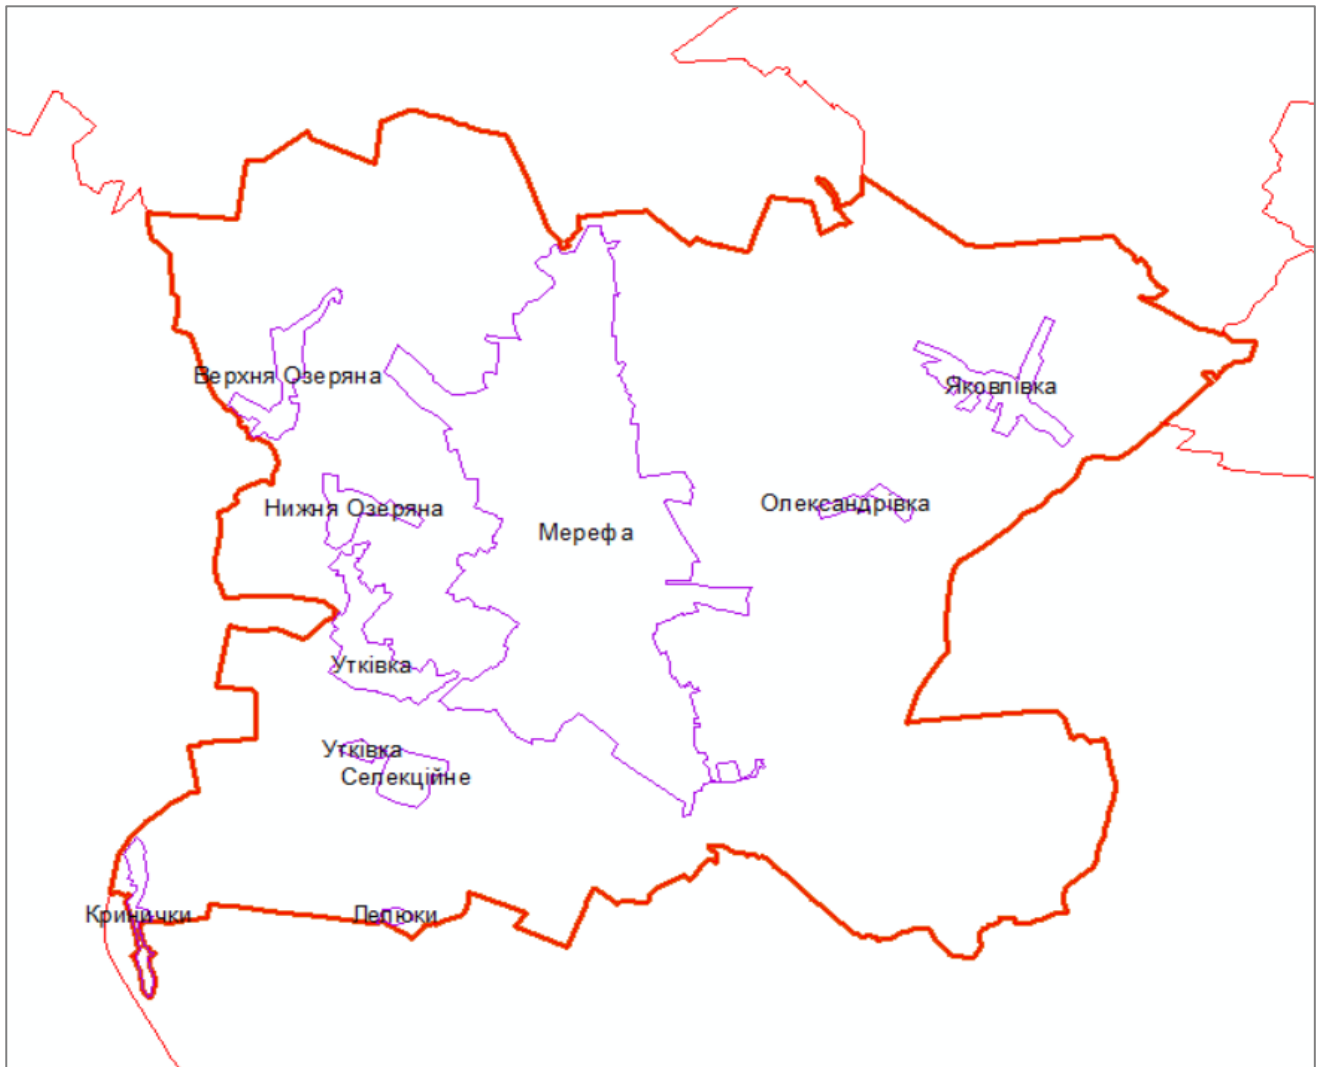 Верхня Озеряна
Яковлівка
Нижня Озеряна
Олександрівка
Мерефа
Утківка
Утківка
Селекційне
Кринички
Лелюки